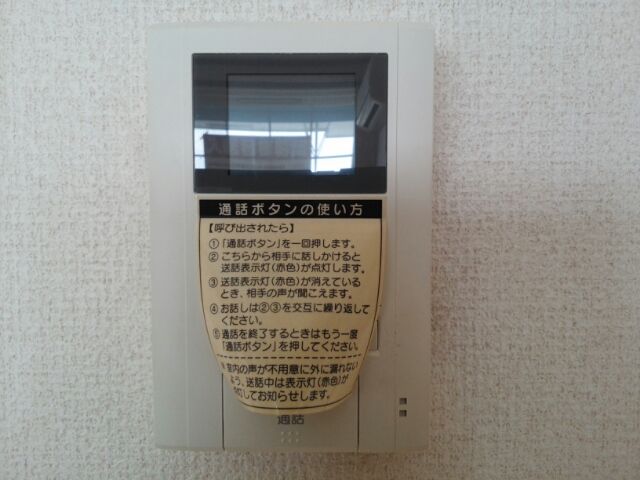 通話ボタンの使い方
【呼び出されたら】
① 「通話ボタン」を一回押します。
② こちらから相手に話しかけると
送話表示灯(赤色)が点灯します。
③ 送話表示灯(赤色)が消えている
とき、相手の声が聞こえます。
④ お話しは②③を交互に繰り返して
ください。
⑤ 通話を終了するときはもう一度
「通話ボタン」を押してください。
内の声が不用意に外に漏れない
よう、送話中は表示灯(赤色)が
灯してお知らせします。
通話